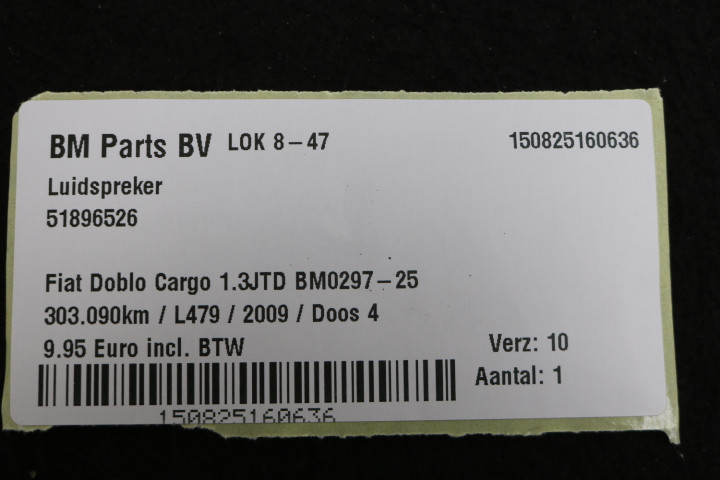 BM Parts BV LOK 8-47 150825160636
Luidspreker
51896526
Fiat Doblo Cargo 1.3JTD BM0297-25
303.090km / L479 / 2009 / Doos 4
9.95 Euro incl. BTW Verz: 10
Aantal: 1
150825160636